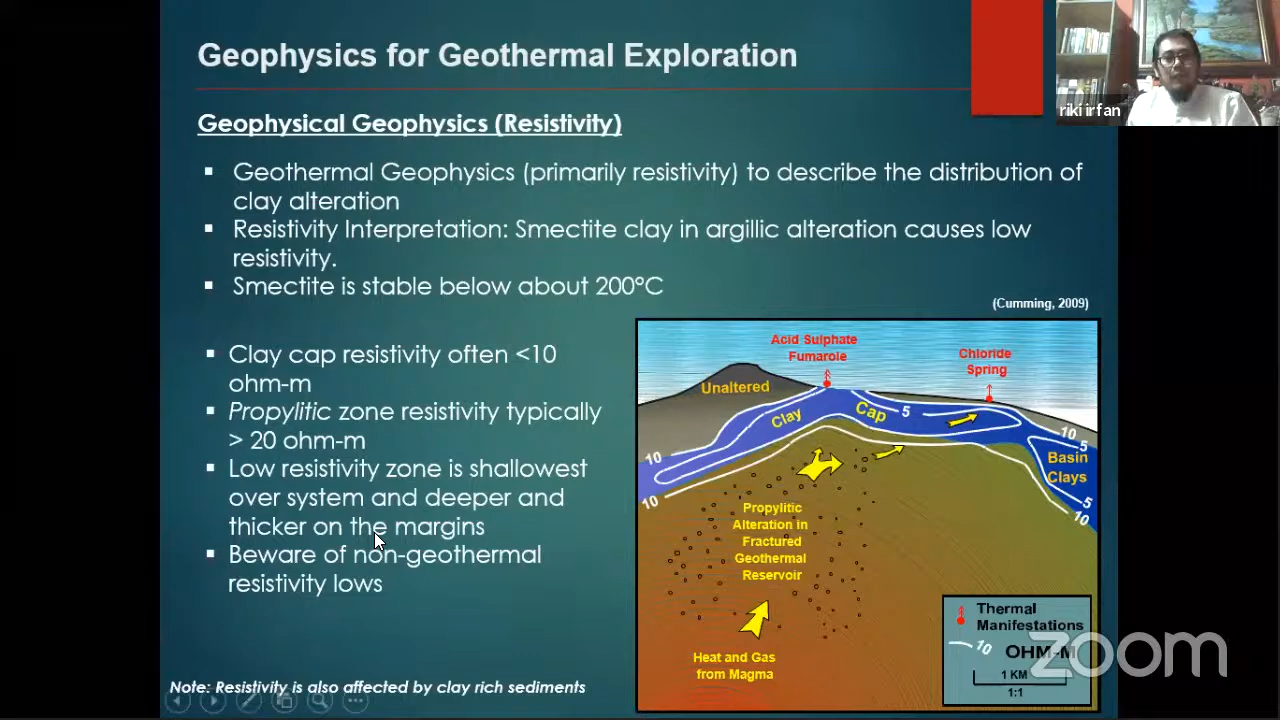 Geophysics for Geothermal Exploration
riki irfan
Geophysical Geophysics (Resistivity)
▪ Geothermal Geophysics (primarily resistivity) to describe the distribution of
clay alteration
▪ Resistivity Interpretation: Smectite clay in argillic alteration causes low
resistivity.
▪ Smectite is stable below about 200°C
(Cumming, 2009)
▪ Clay cap resistivity often <10
ohm-m
▪ Propylitic zone resistivity typically
> 20 ohm-m
▪ Low resistivity zone is shallowest
over system and deeper and
thicker on the margins
▪ Beware of non-geothermal
resistivity lows
Acid Sulphate
Fumarole
Chloride
Spring
Unaltered
Clay
Cap
5
10
5
10
Basin
Clays
10
5
10
Propylitic
Alteration in
Fractured
Geothermal
Reservoir
Heat and Gas
from Magma
Thermal
Manifestations
10
OHM-M
1 KM
1:1
zoom
Note: Resistivity is also affected by clay rich sediments